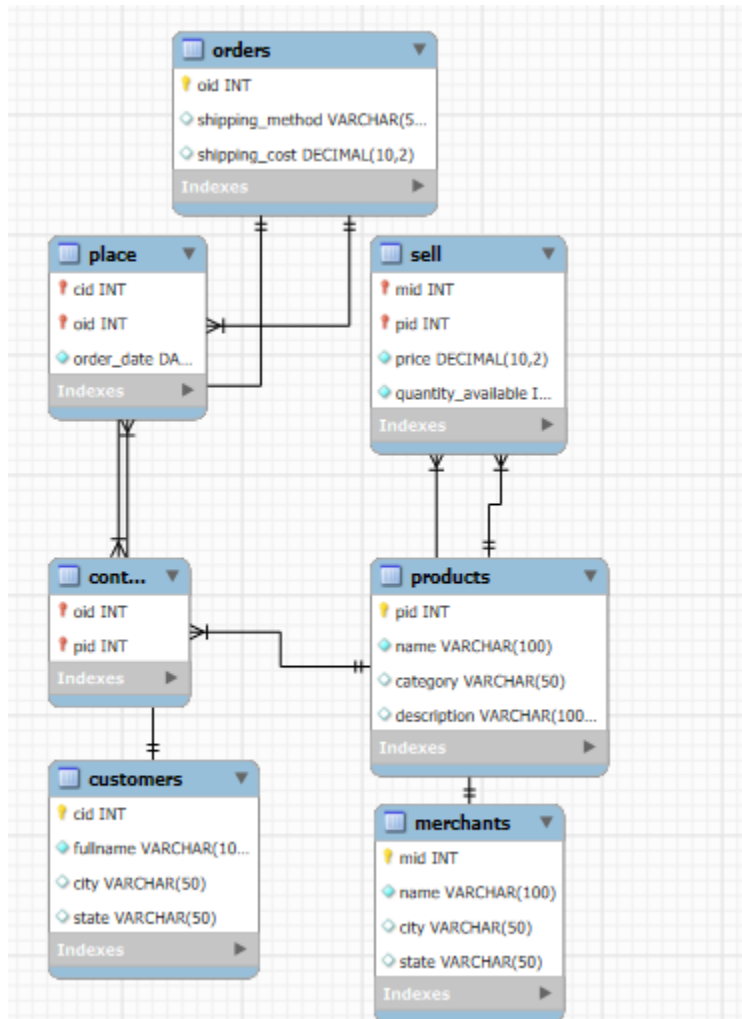 orders
oid INT
shipping_method VARCHAR(5...
shipping_cost DECIMAL(10,2)
Indexes
place
cid INT
oid INT
order_date DA...
Indexes
sell
mid INT
pid INT
price DECIMAL(10,2)
quantity_available I...
Indexes
cont...
oid INT
pid INT
Indexes
products
pid INT
name VARCHAR(100)
category VARCHAR(50)
description VARCHAR(100...
Indexes
customers
cid INT
fullname VARCHAR(10...
city VARCHAR(50)
state VARCHAR(50)
Indexes
merchants
mid INT
name VARCHAR(100)
city VARCHAR(50)
state VARCHAR(50)
Indexes